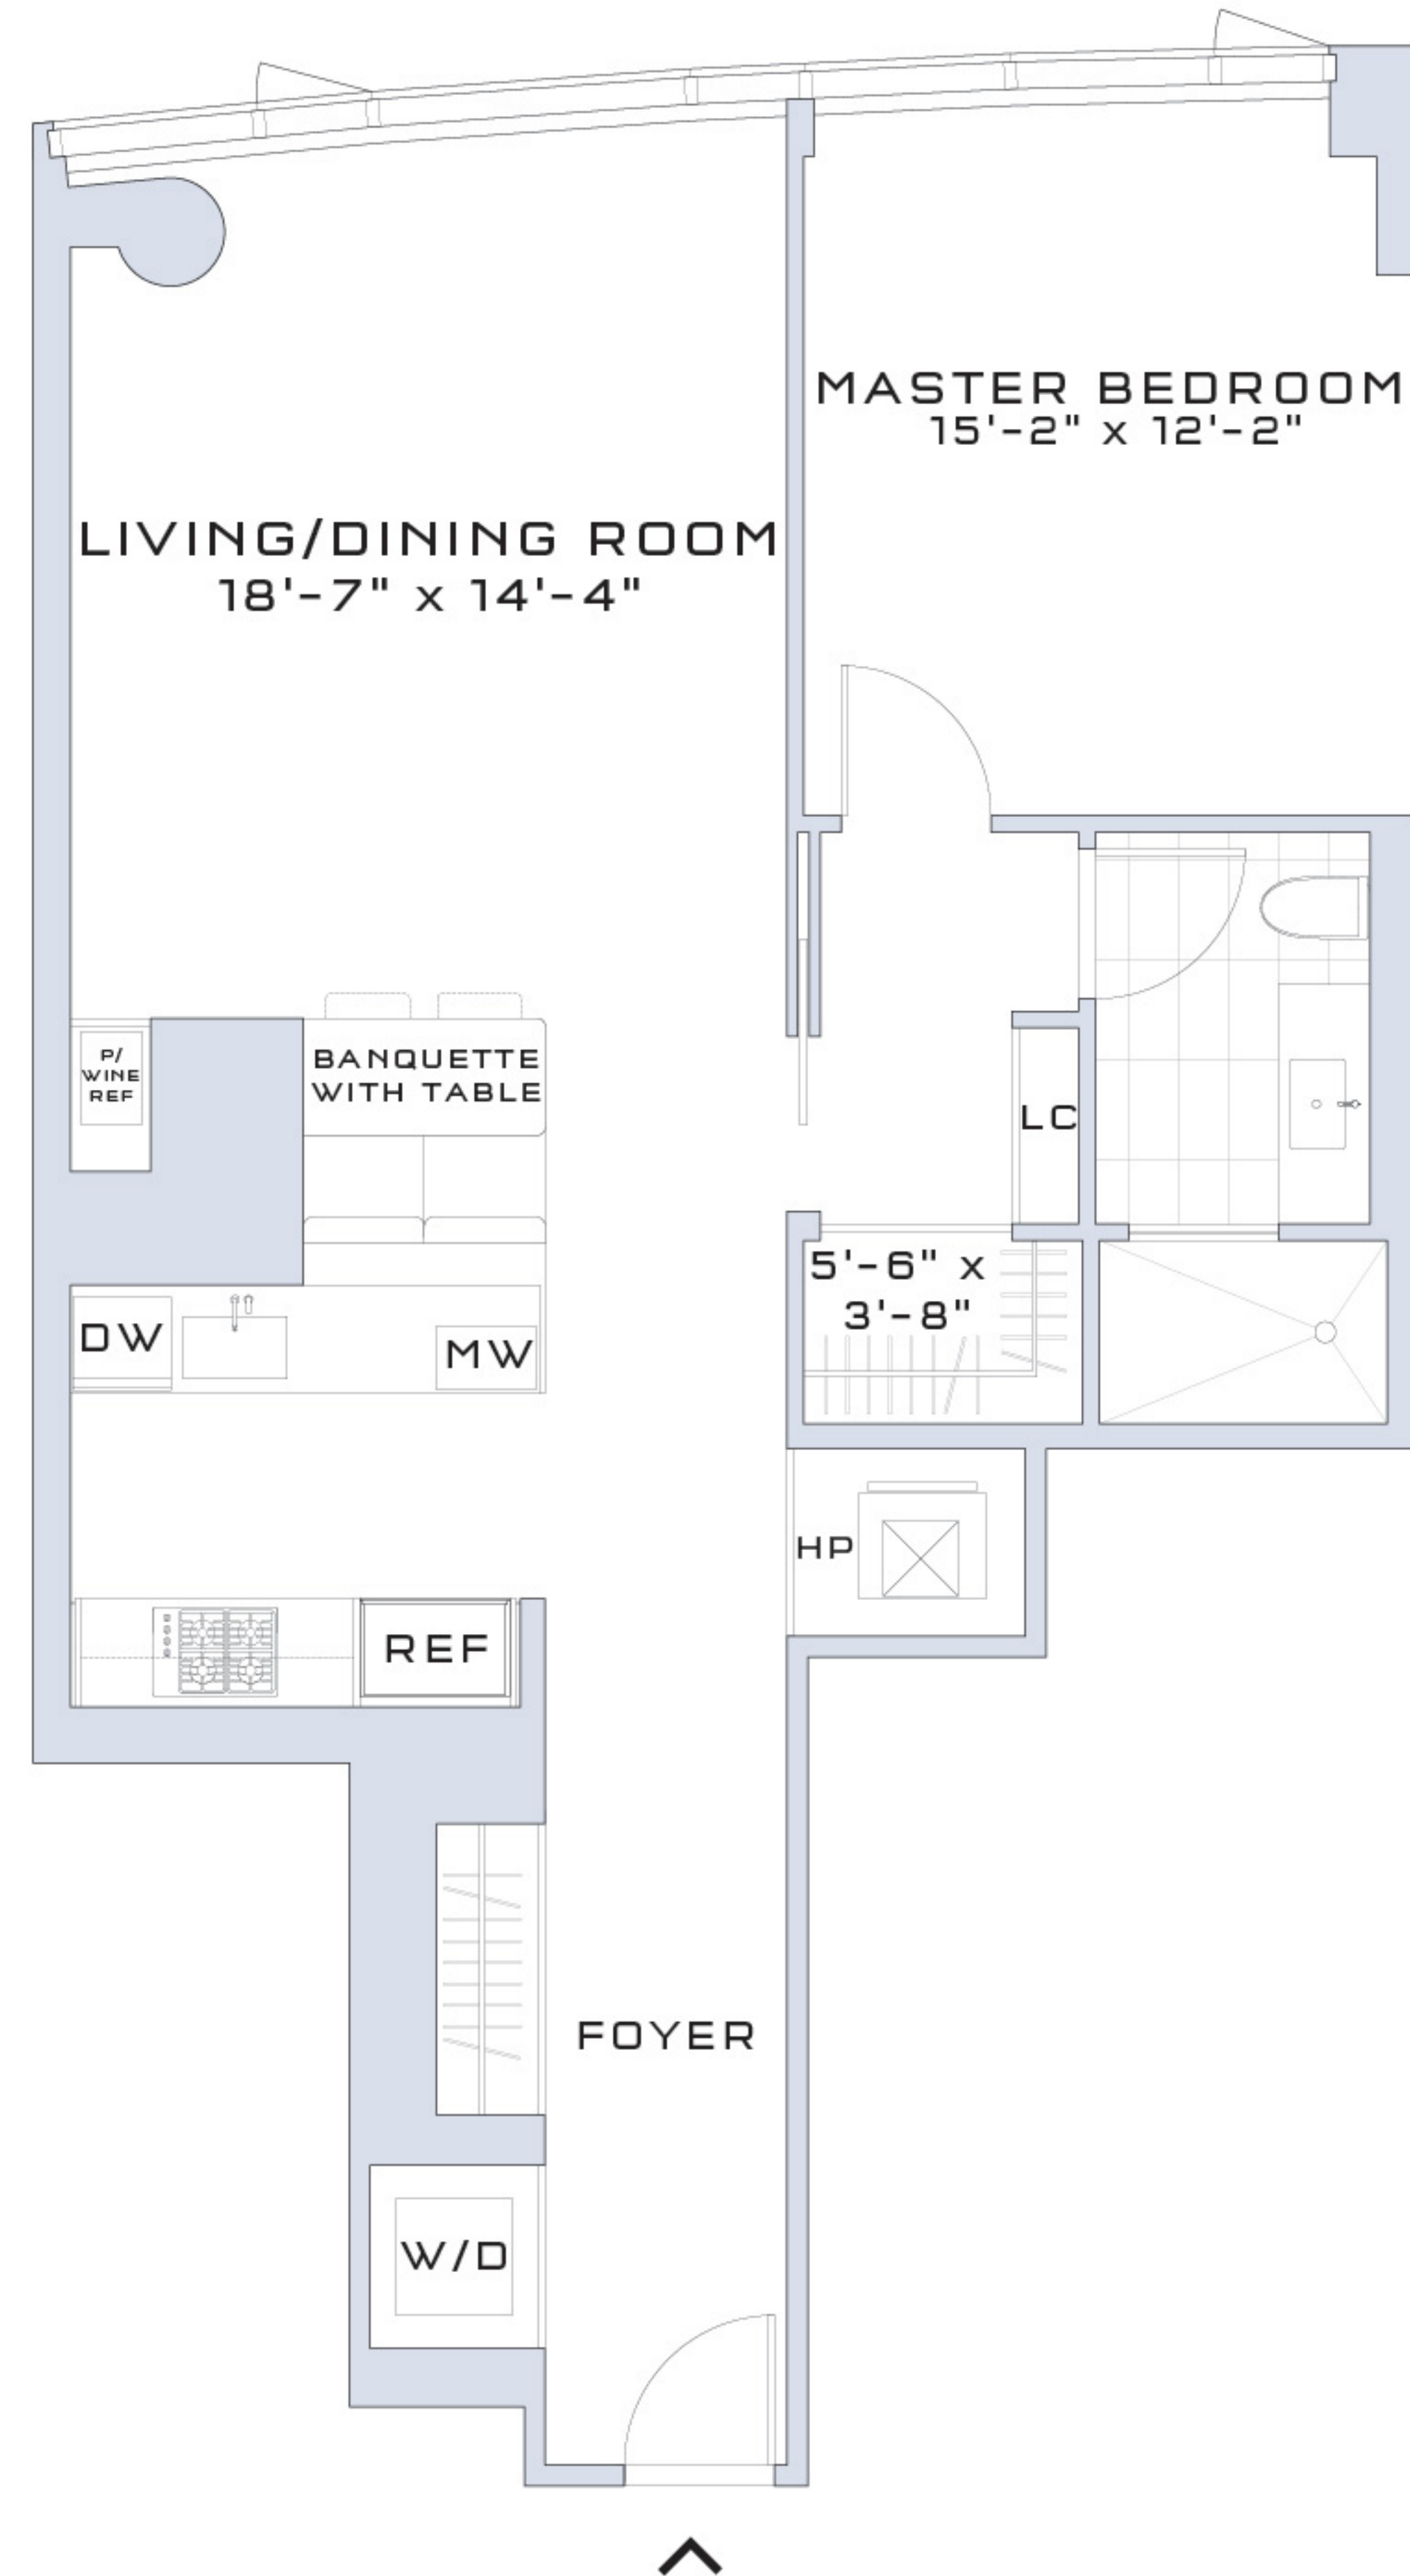 MASTER BEDROOM
15'-2" x 12'-2"
LIVING/DINING ROOM
18'-7" x 14'-4"
P/
WINE
REF
BANQUETTE
WITH TABLE
LC
5'-6" x
3'-8"
DW
MW
HP
REF
FOYER
W/D